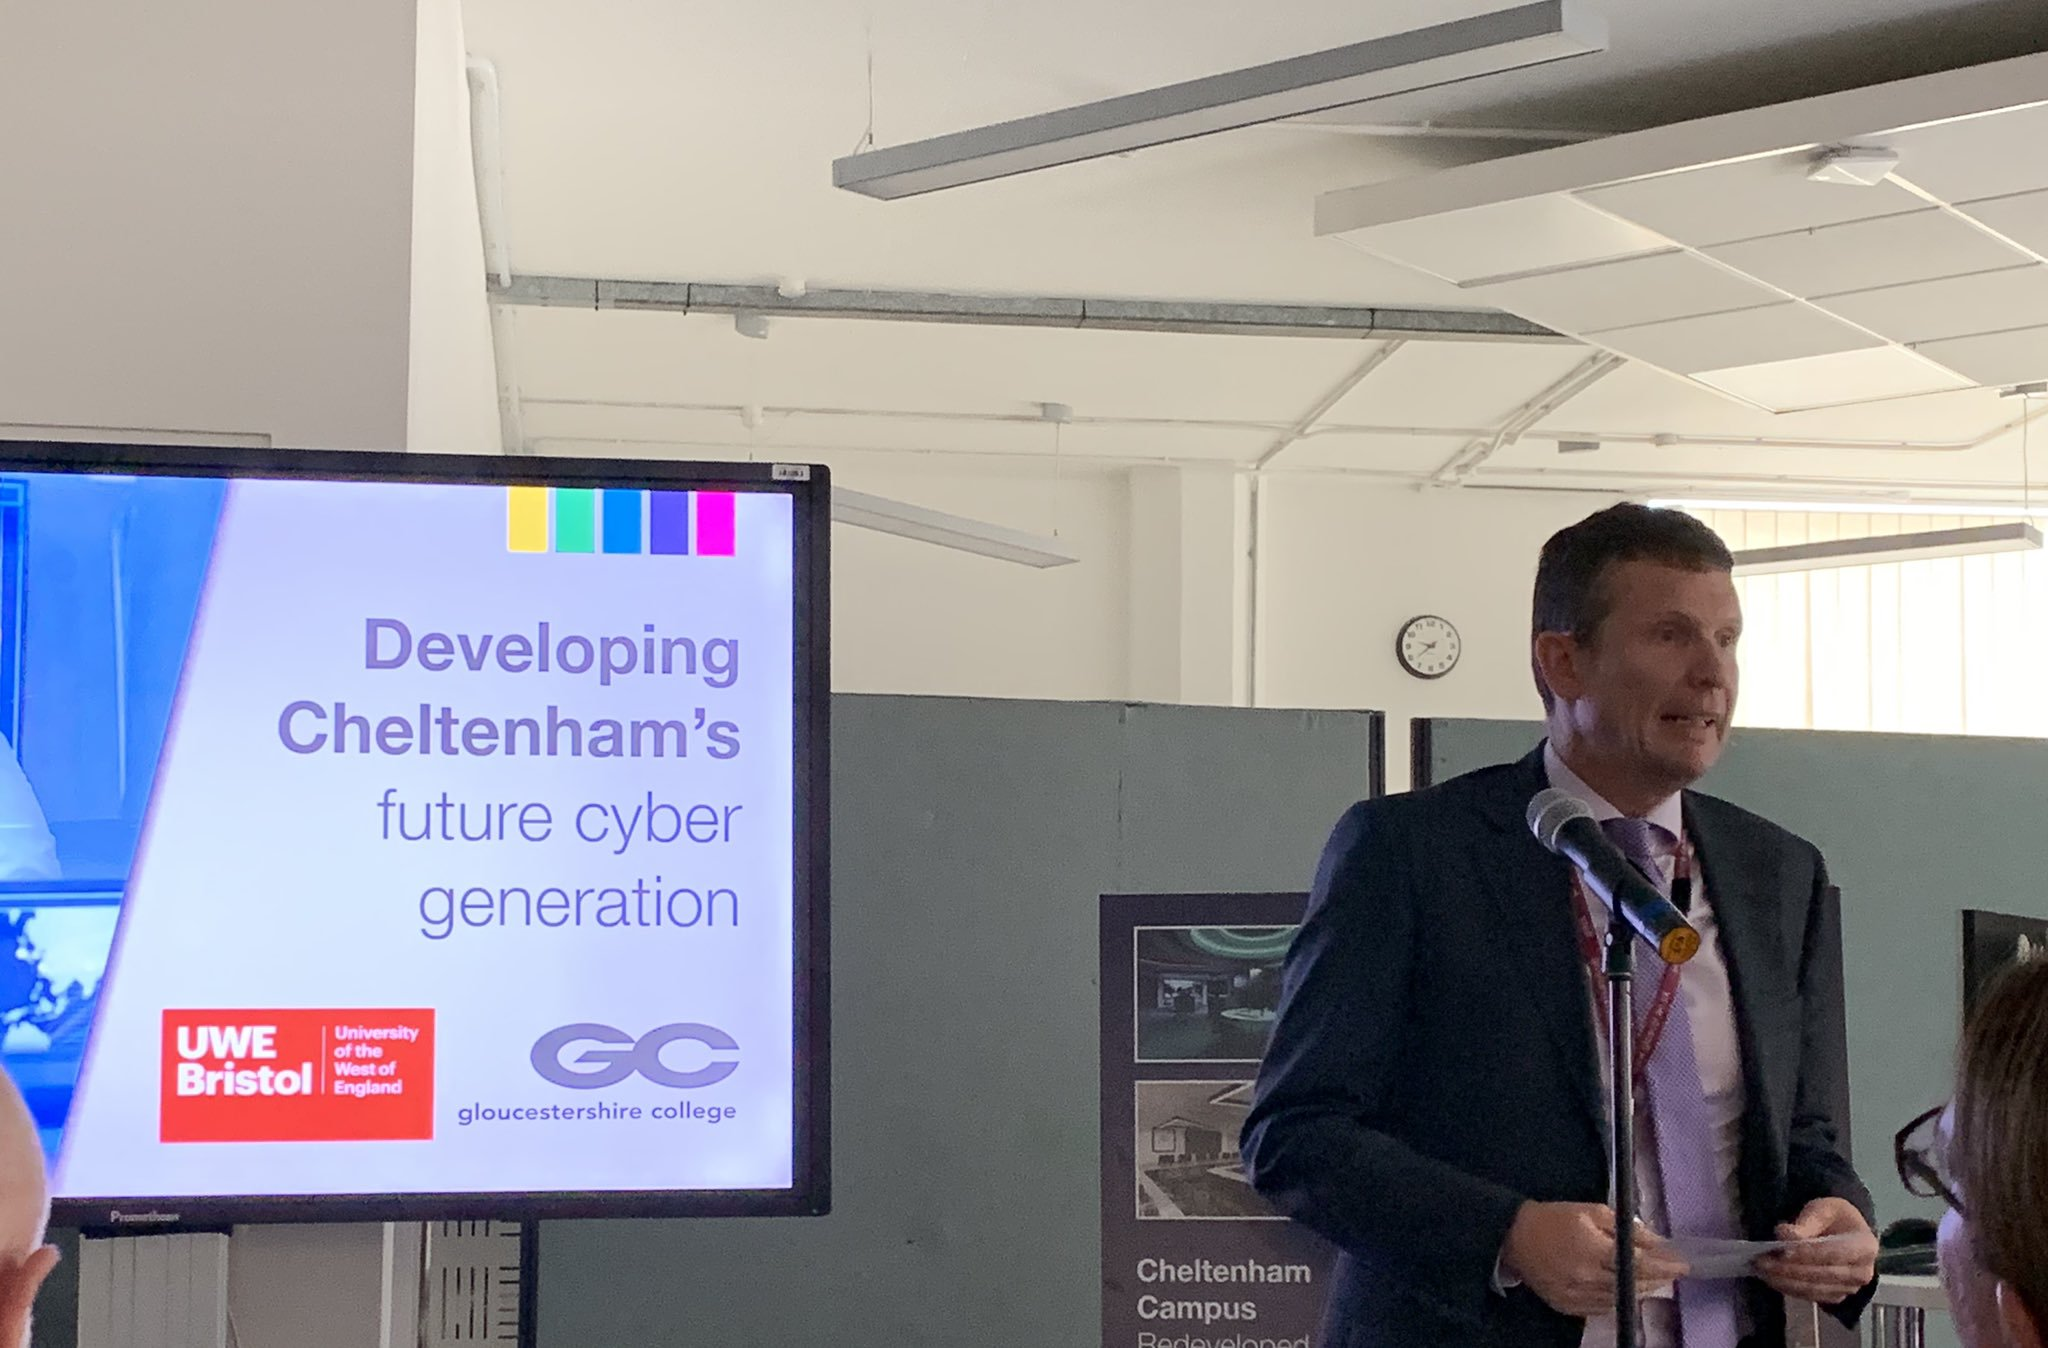 Developing
Cheltenham's
future cyber
generation
UWE
Bristol
University
of the
West of
England
GC
gloucestershire college
Promethean
Cheltenham
Campus
Redeveloped